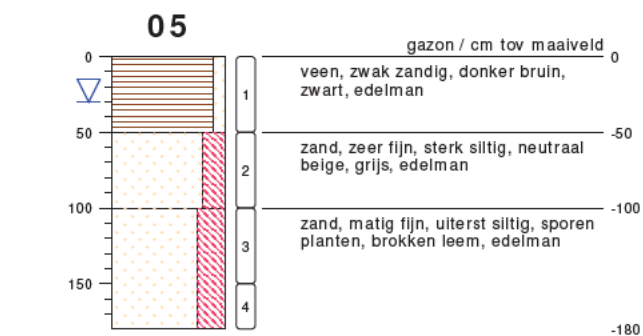 05
gazon / cm tov maaiveld
0
0
veen, zwak zandig, donker bruin,
zwart, edelman
1
50
-50
zand, zeer fijn, sterk siltig, neutraal
beige, grijs, edelman
2
100
-100
zand, matig fijn, uiterst siltig, sporen
planten, brokken leem, edelman
3
150
4
-180